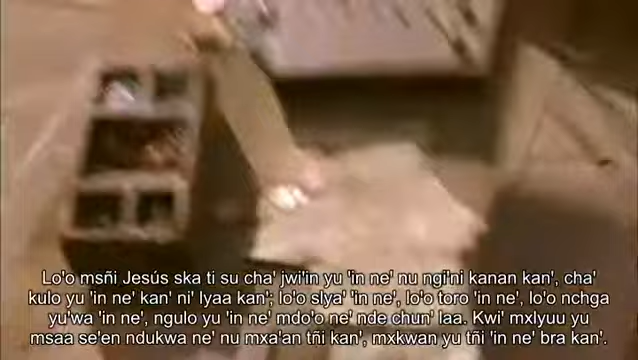 Lo'o msñi Jesús ska ti su cha' jwi'in yu 'in ne' nu ngi'ni kanan kan', cha'
kulo yu 'in ne' kan' ni' lyaa kan'; lo'o slya' 'in ne', lo'o toro 'in ne', lo'o nchga
yu'wa 'in ne', ngulo yu 'in ne' mdo'o ne' nde chun' laa. Kwi' mxlyuu yu
msaa se'en ndukwa ne' nu mxa'an tñi kan', mxkwan yu tñi 'in ne' bra kan'.